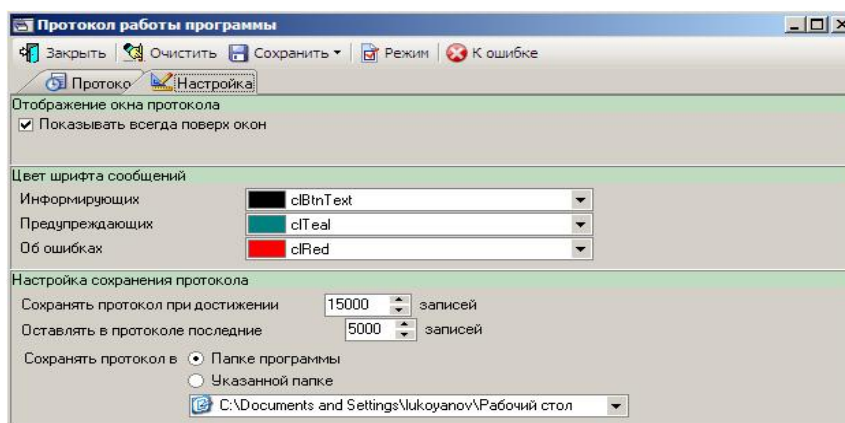 Протокол работы программы
Закрыть Очистить Сохранить Режим К ошибке
Протоко Настройка
Отображение окна протокола
Показывать всегда поверх окон
Цвет шрифта сообщений
Информирующих clBtnText
Предупреждающих clTeal
Об ошибках clRed
Настройка сохранения протокола
Сохранять протокол при достижении 15000 записей
Оставлять в протоколе последние 5000 записей
Сохранять протокол в Папке программы
Указанной папке
C:\Documents and Settings\lukoyanov\Рабочий стол